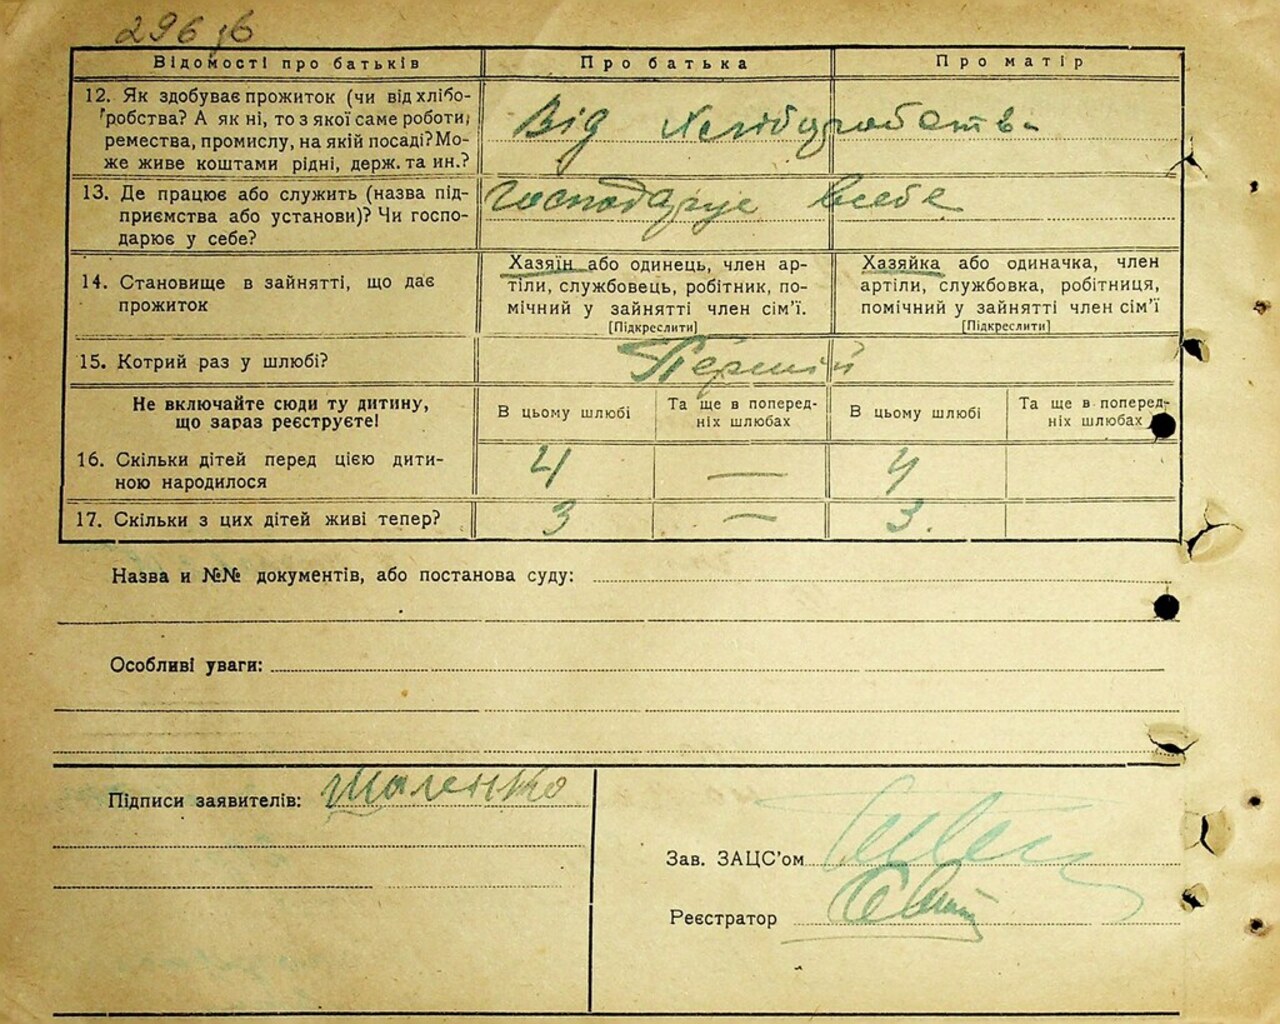 296 зв
Відомості про батьків Про батька Про матір
12. Як здобуває прожиток (чи від хлібо-
робства? А як ні, то з якої саме роботи,
ремества, промислу, на якій посаді? Мо-
же живе коштами рідні, держ. та ин.?
Від Хліборобств-
13. Де працює або служить (назва під-
приємства або установи)? Чи госпо-
дарює у себе?
Господарує всебе
14. Становище в зайнятті, що дає
прожиток
Хазяїн або одинець, член ар-
тіли, службовець, робітник, по-
мічний у зайнятті член сім'ї.
[Підкреслити]
Хазяйка або одиначка, член
артіли, службовка, робітниця,
помічний у зайнятті член сім'ї
[Підкреслити]
15. Котрий раз у шлюбі?
Перший
Не включайте сюди ту дитину,
що зараз реєструєте!
В цьому шлюбі
Та ще в поперед-
ніх шлюбах
В цьому шлюбі
Та ще в поперед-
ніх шлюбах
16. Скільки дітей перед цією дити-
ною народилося
4 — 4
17. Скільки з цих дітей живі тепер? 3 — 3.
Назва и №№ документів, або постанова суду:
Особливі уваги:
Підписи заявителів: Шаленко
Зав. ЗАЦС'ом
Реєстратор